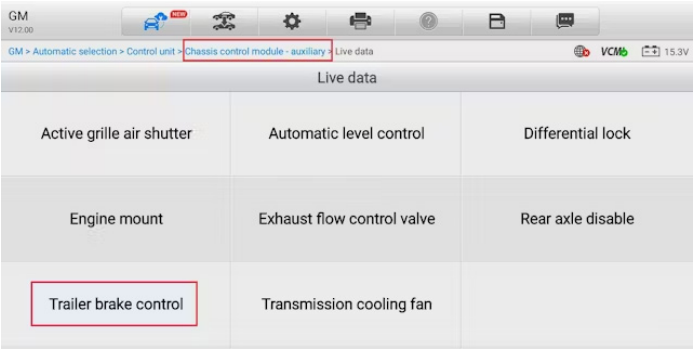 GM
V12.00
NEW
GM > Automatic selection > Control unit > Chassis control module - auxiliary > Live data
VCMI
15.3V
Live data
Active grille air shutter
Automatic level control
Differential lock
Engine mount
Exhaust flow control valve
Rear axle disable
Trailer brake control
Transmission cooling fan